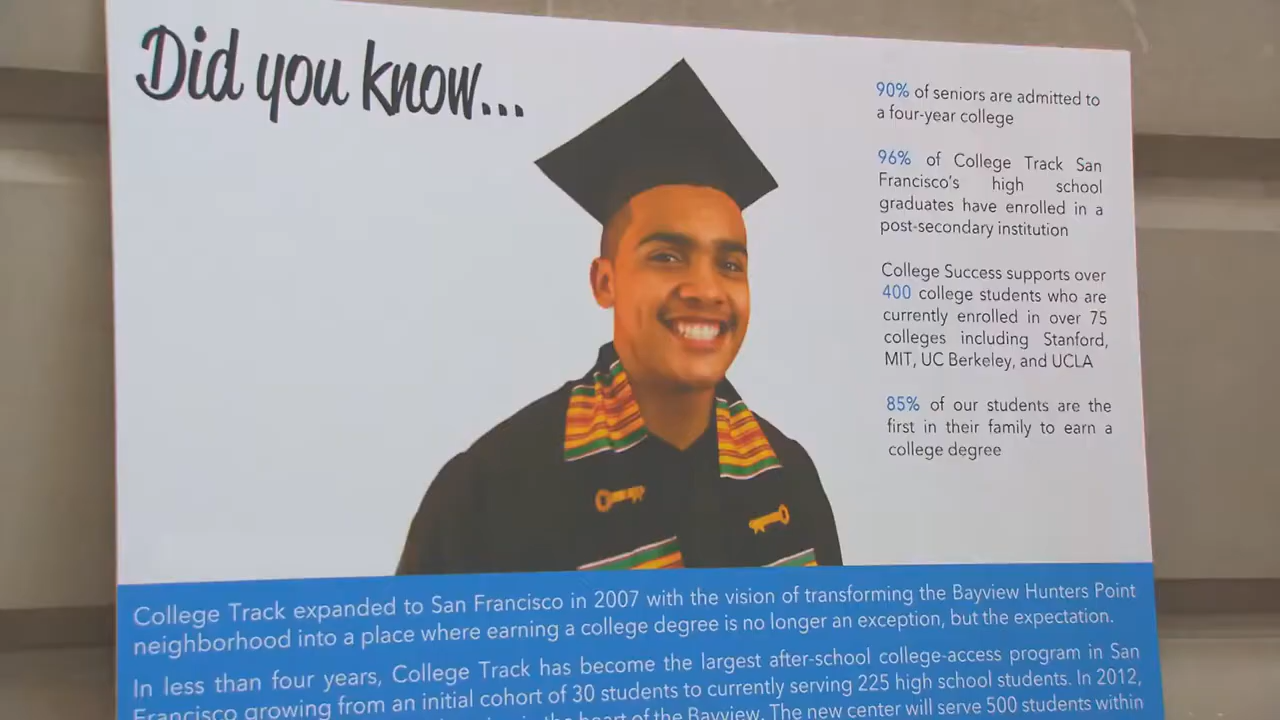 Did you know...
90% of seniors are admitted to
a four-year college
96% of College Track San
Francisco's high school
graduates have enrolled in a
post-secondary institution
College Success supports over
400 college students who are
currently enrolled in over 75
colleges including Stanford,
MIT, UC Berkeley, and UCLA
85% of our students are the
first in their family to earn a
college degree
College Track expanded to San Francisco in 2007 with the vision of transforming the Bayview Hunters Point
neighborhood into a place where earning a college degree is no longer an exception, but the expectation.
In less than four years, College Track has become the largest after-school college-access program in San
Francisco growing from an initial cohort of 30 students to currently serving 225 high school students. In 2012,
in the heart of the Bayview. The new center will serve 500 students within